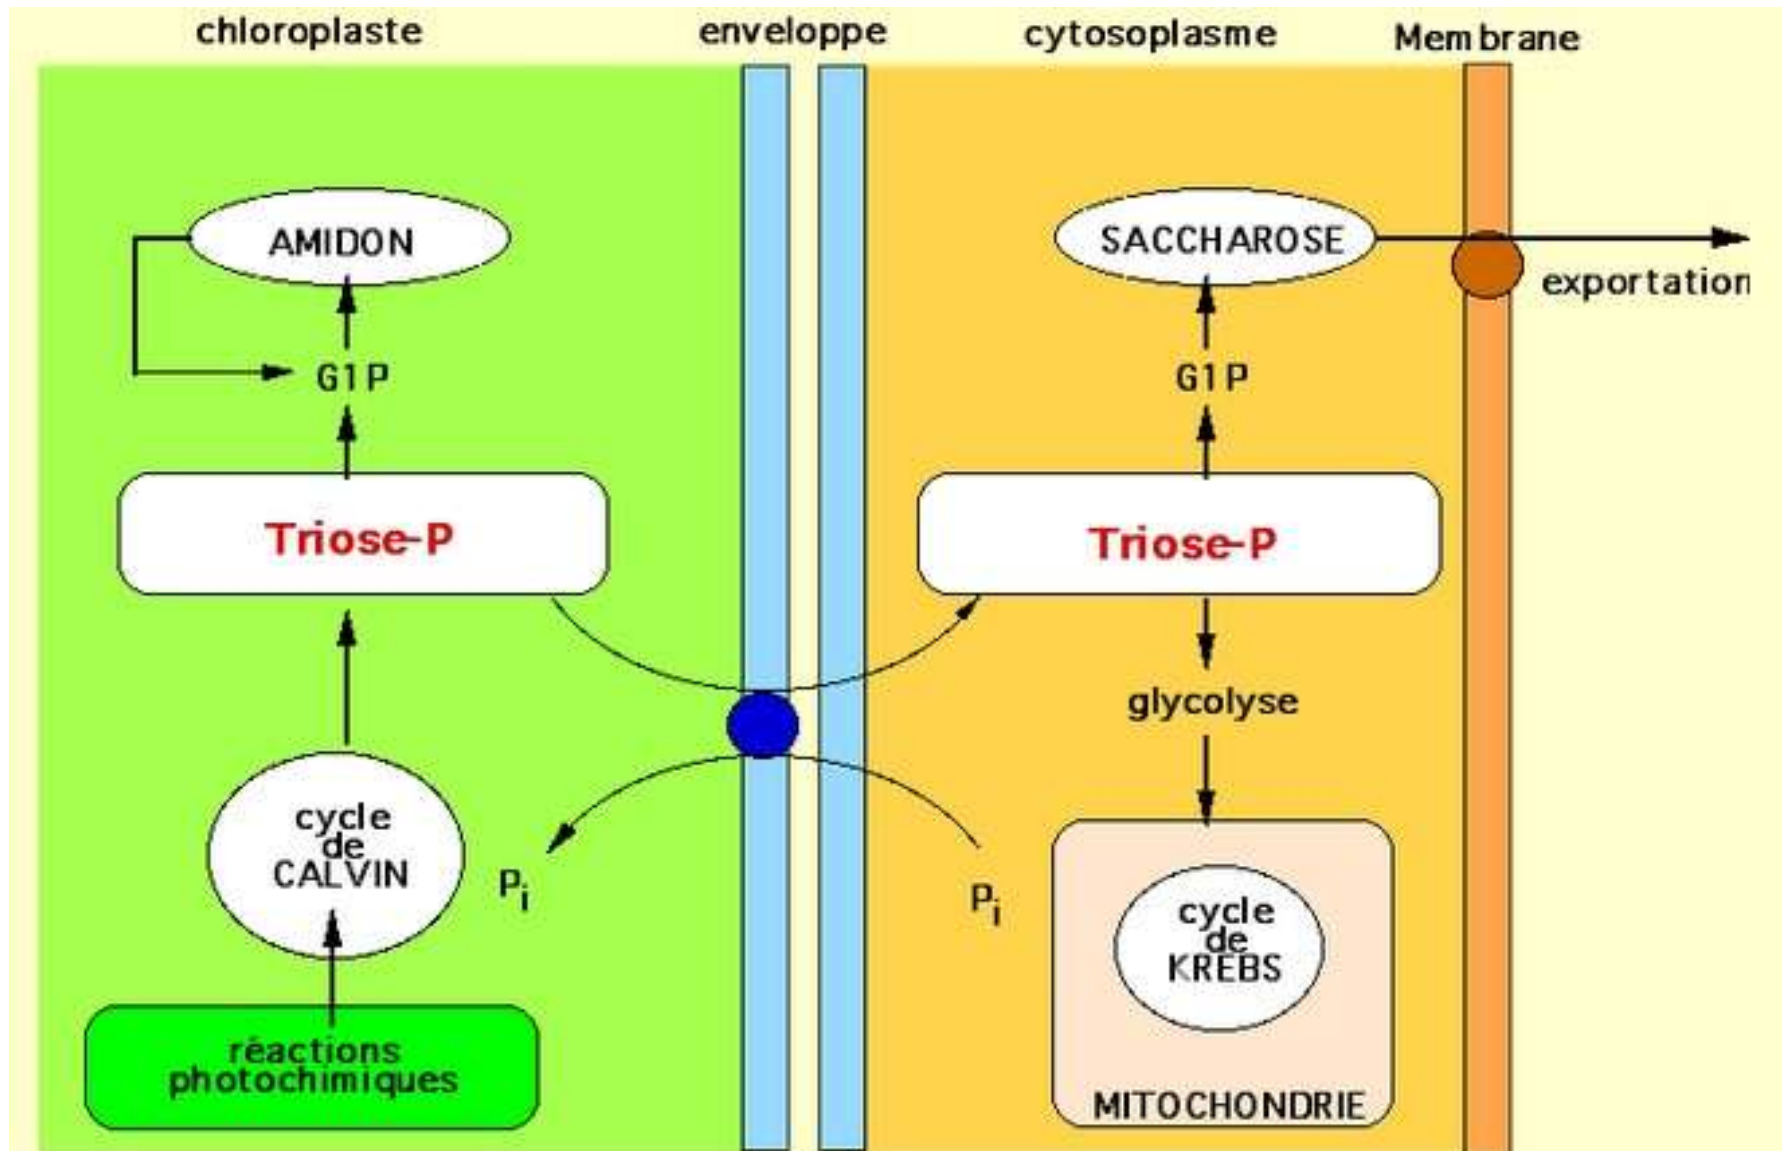 chloroplaste
enveloppe
cytosoplasme
Membrane
AMIDON
G1P
Triose-P
cycle
de
CALVIN
réactions
photochimiques
Pi
Pi
SACCHAROSE
exportation
G1P
Triose-P
glycolyse
cycle
de
KREBS
MITOCHONDRIE